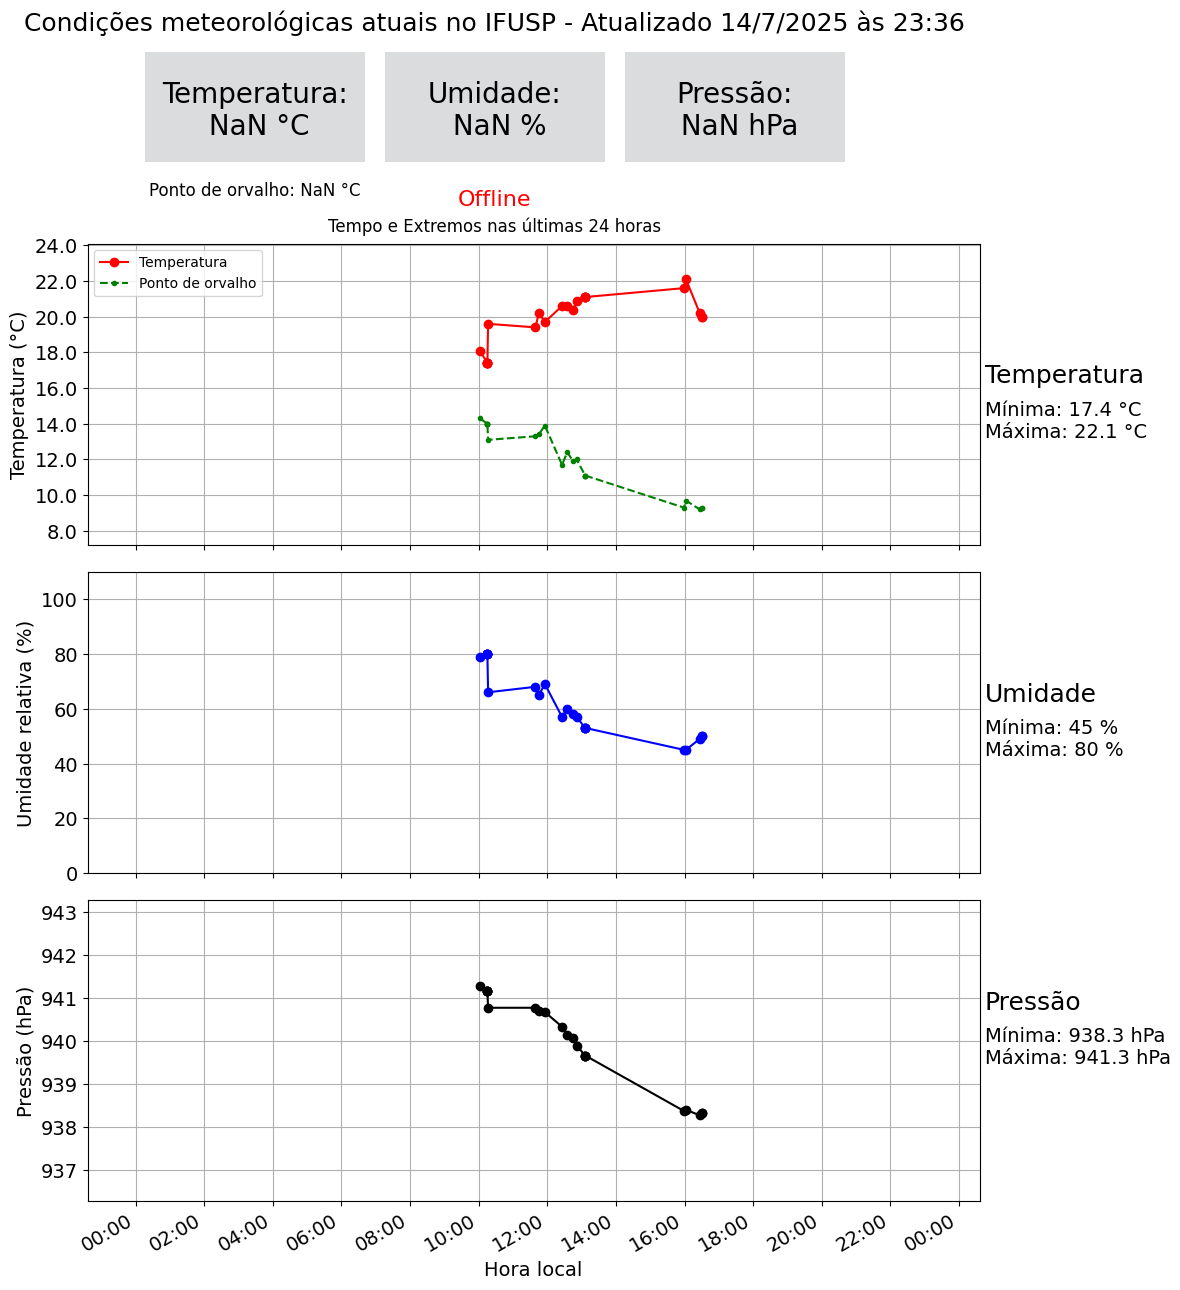 Condições meteorológicas atuais no IFUSP - Atualizado 14/7/2025 às 23:36
Temperatura:
NaN °C
Umidade:
NaN %
Pressão:
NaN hPa
Ponto de orvalho: NaN °C
Offline
Tempo e Extremos nas últimas 24 horas
24.0
22.0
20.0
18.0
16.0
14.0
12.0
10.0
8.0
Temperatura (°C)
Temperatura
Ponto de orvalho
Temperatura
Mínima: 17.4 °C
Máxima: 22.1 °C
100
80
60
40
20
0
Umidade relativa (%)
Umidade
Mínima: 45 %
Máxima: 80 %
943
942
941
940
939
938
937
Pressão (hPa)
Pressão
Mínima: 938.3 hPa
Máxima: 941.3 hPa
00:00 02:00 04:00 06:00 08:00 10:00 12:00 14:00 16:00 18:00 20:00 22:00 00:00
Hora local